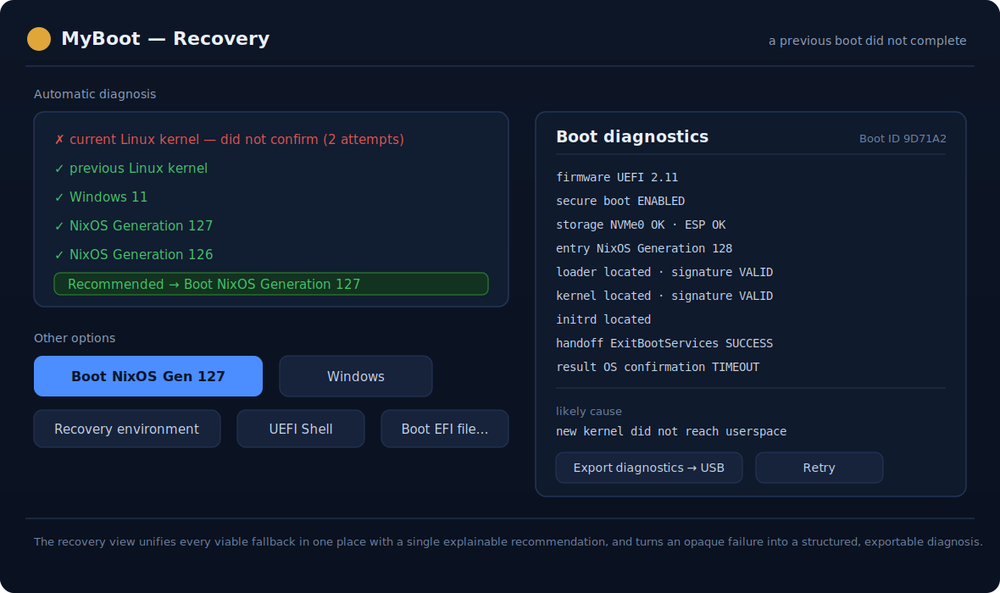 MyBoot — Recovery
a previous boot did not complete
Automatic diagnosis
✗ current Linux kernel — did not confirm (2 attempts)
✓ previous Linux kernel
✓ Windows 11
✓ NixOS Generation 127
✓ NixOS Generation 126
Recommended → Boot NixOS Generation 127
Other options
Boot NixOS Gen 127
Windows
Recovery environment
UEFI Shell
Boot EFI file…
Boot diagnostics
Boot ID 9D71A2
firmware UEFI 2.11
secure boot ENABLED
storage NVMe0 OK · ESP OK
entry NixOS Generation 128
loader located · signature VALID
kernel located · signature VALID
initrd located
handoff ExitBootServices SUCCESS
result OS confirmation TIMEOUT
likely cause
new kernel did not reach userspace
Export diagnostics → USB
Retry
The recovery view unifies every viable fallback in one place with a single explainable recommendation, and turns an opaque failure into a structured, exportable diagnosis.